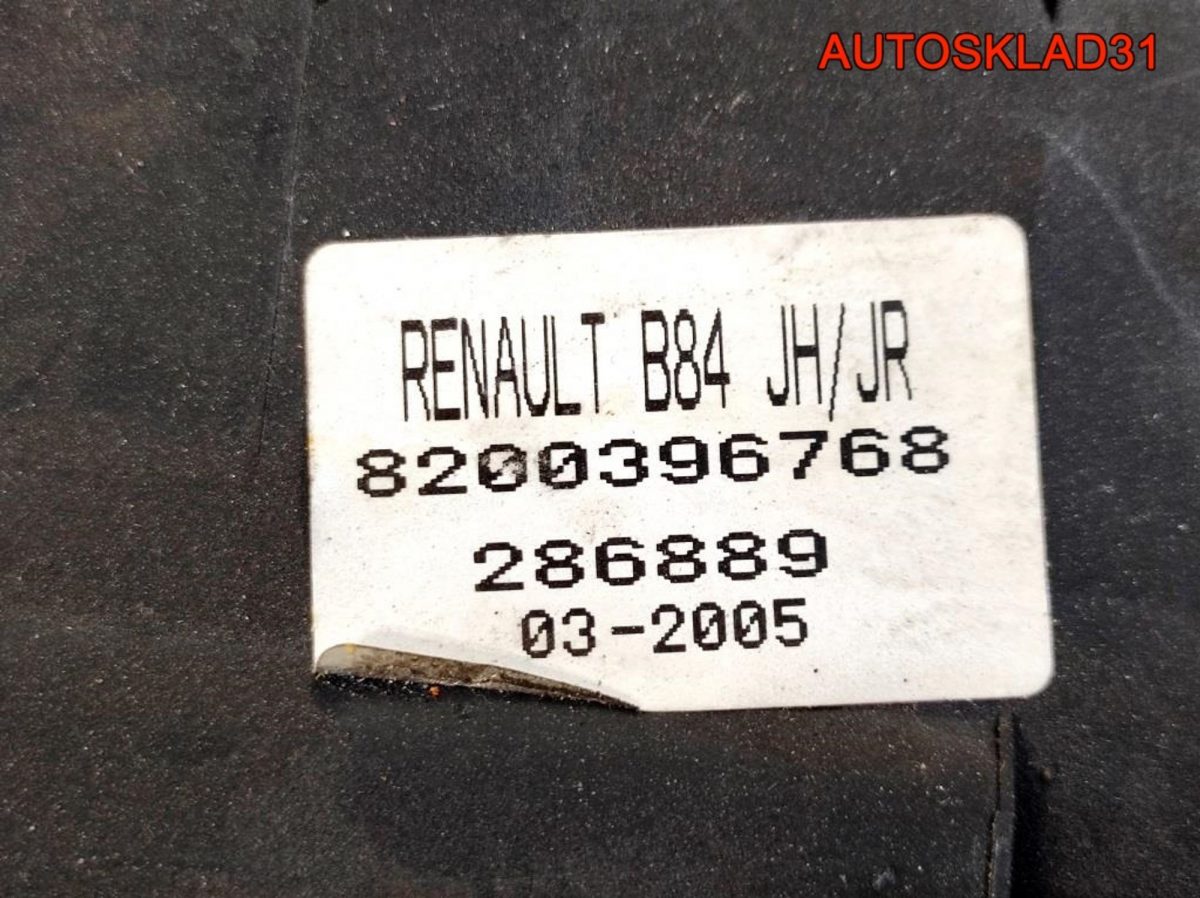 AUTOSKLAD31
RENAULT B84 JH/JR
8200396768
286889
03-2005